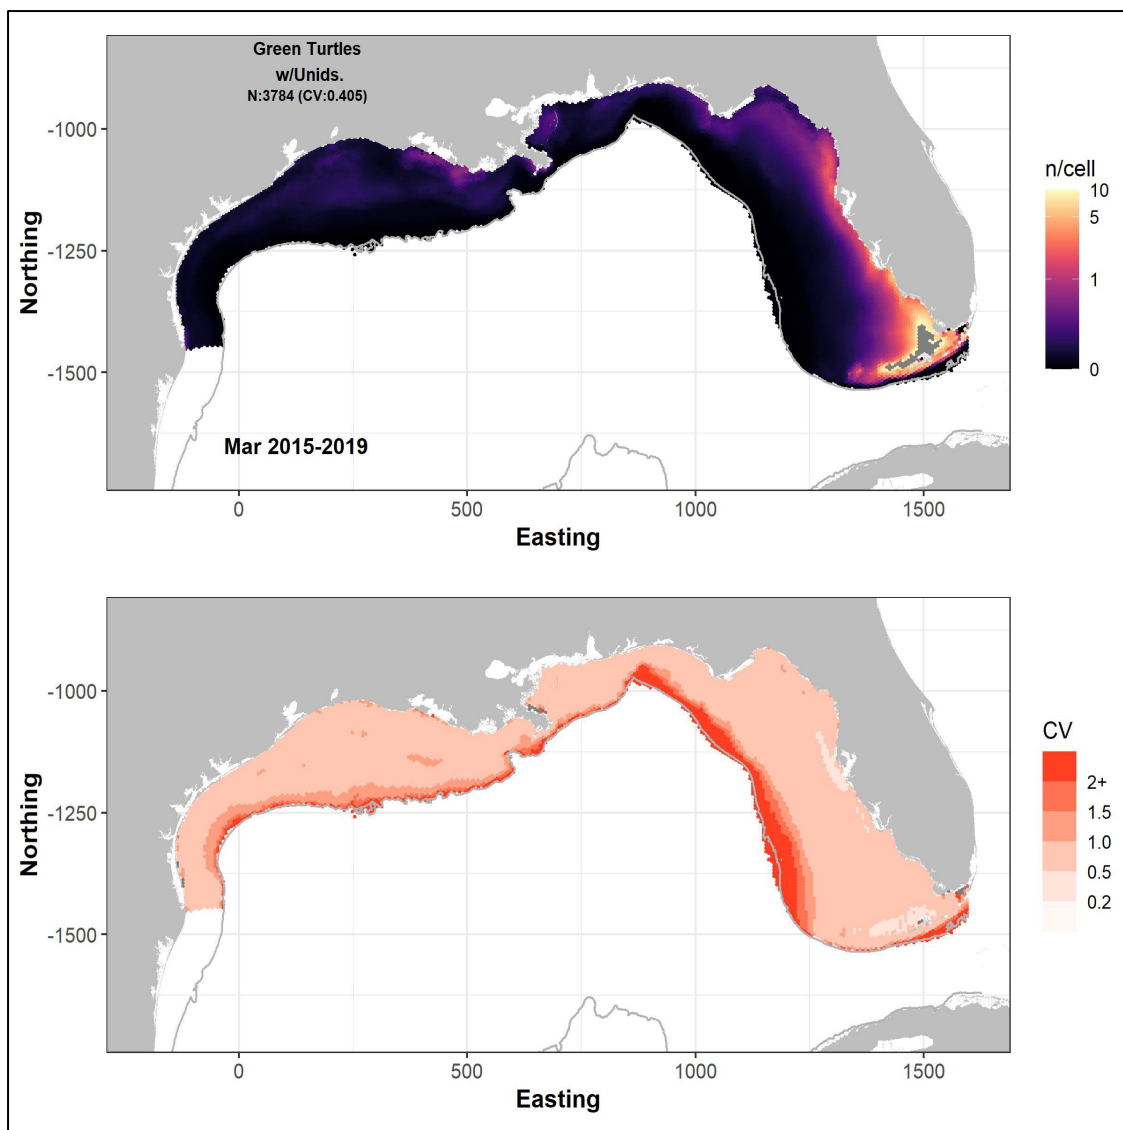 Green Turtles
w/Unids.
N:3784 (CV:0.405)
-1000
-1250
-1500
Northing
Mar 2015-2019
0
500
1000
1500
Easting
n/cell
10
5
1
0
-1000
-1250
-1500
Northing
0
500
1000
1500
Easting
CV
2+
1.5
1.0
0.5
0.2